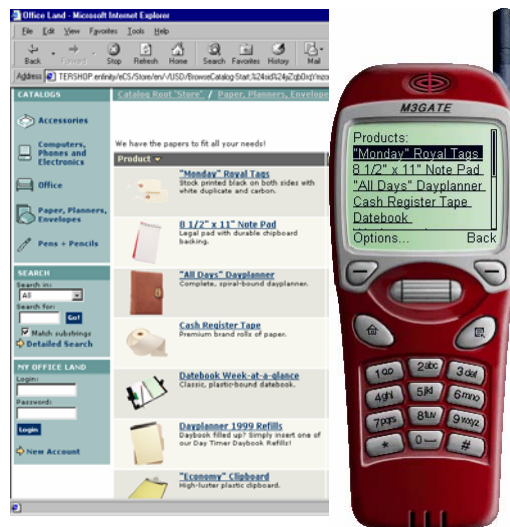 Office Land - Microsoft Internet Explorer
File Edit View Favorites Tools Help
Back Forward Stop Refresh Home Search Favorites History Mail
Address TERSHOP.enfinity/eCS/Store/en/-/USD/BrowseCatalog-Start;
CATALOGS
Accessories
Computers,
Phones and
Electronics
Office
Paper, Planners,
Envelopes
Pens + Pencils
SEARCH
Search in:
All
Search for:
Go!
Match substrings
Detailed Search
MY OFFICE LAND
Login:
Password:
Login
New Account
Catalog Root "Store" / Paper, Planners, Envelope
We have the papers to fit all your needs!
Product
"Monday" Royal Tags
Stock printed black on both sides with
white duplicate and carbon.
8 1/2" x 11" Note Pad
Legal pad with durable chipboard
backing.
"All Days" Dayplanner
Complete, spiral-bound dayplanner.
Cash Register Tape
Premium brand rolls of paper.
Datebook Week-at-a-glance
Classic, plastic-bound datebook.
Dayplanner 1999 Refills
Daybook filled up? Simply insert one of
our Day Timer Daybook Refills!
"Economy" Clipboard
High-luster plastic clipboard.
M3GATE
Products:
"Monday" Royal Tags
8 1/2" x 11" Note Pad
"All Days" Dayplanner
Cash Register Tape
Datebook
Options... Back
1 2abc 3def
4ghi 5jkl 6mno
7pqrs 8tuv 9wxyz
* 0 #